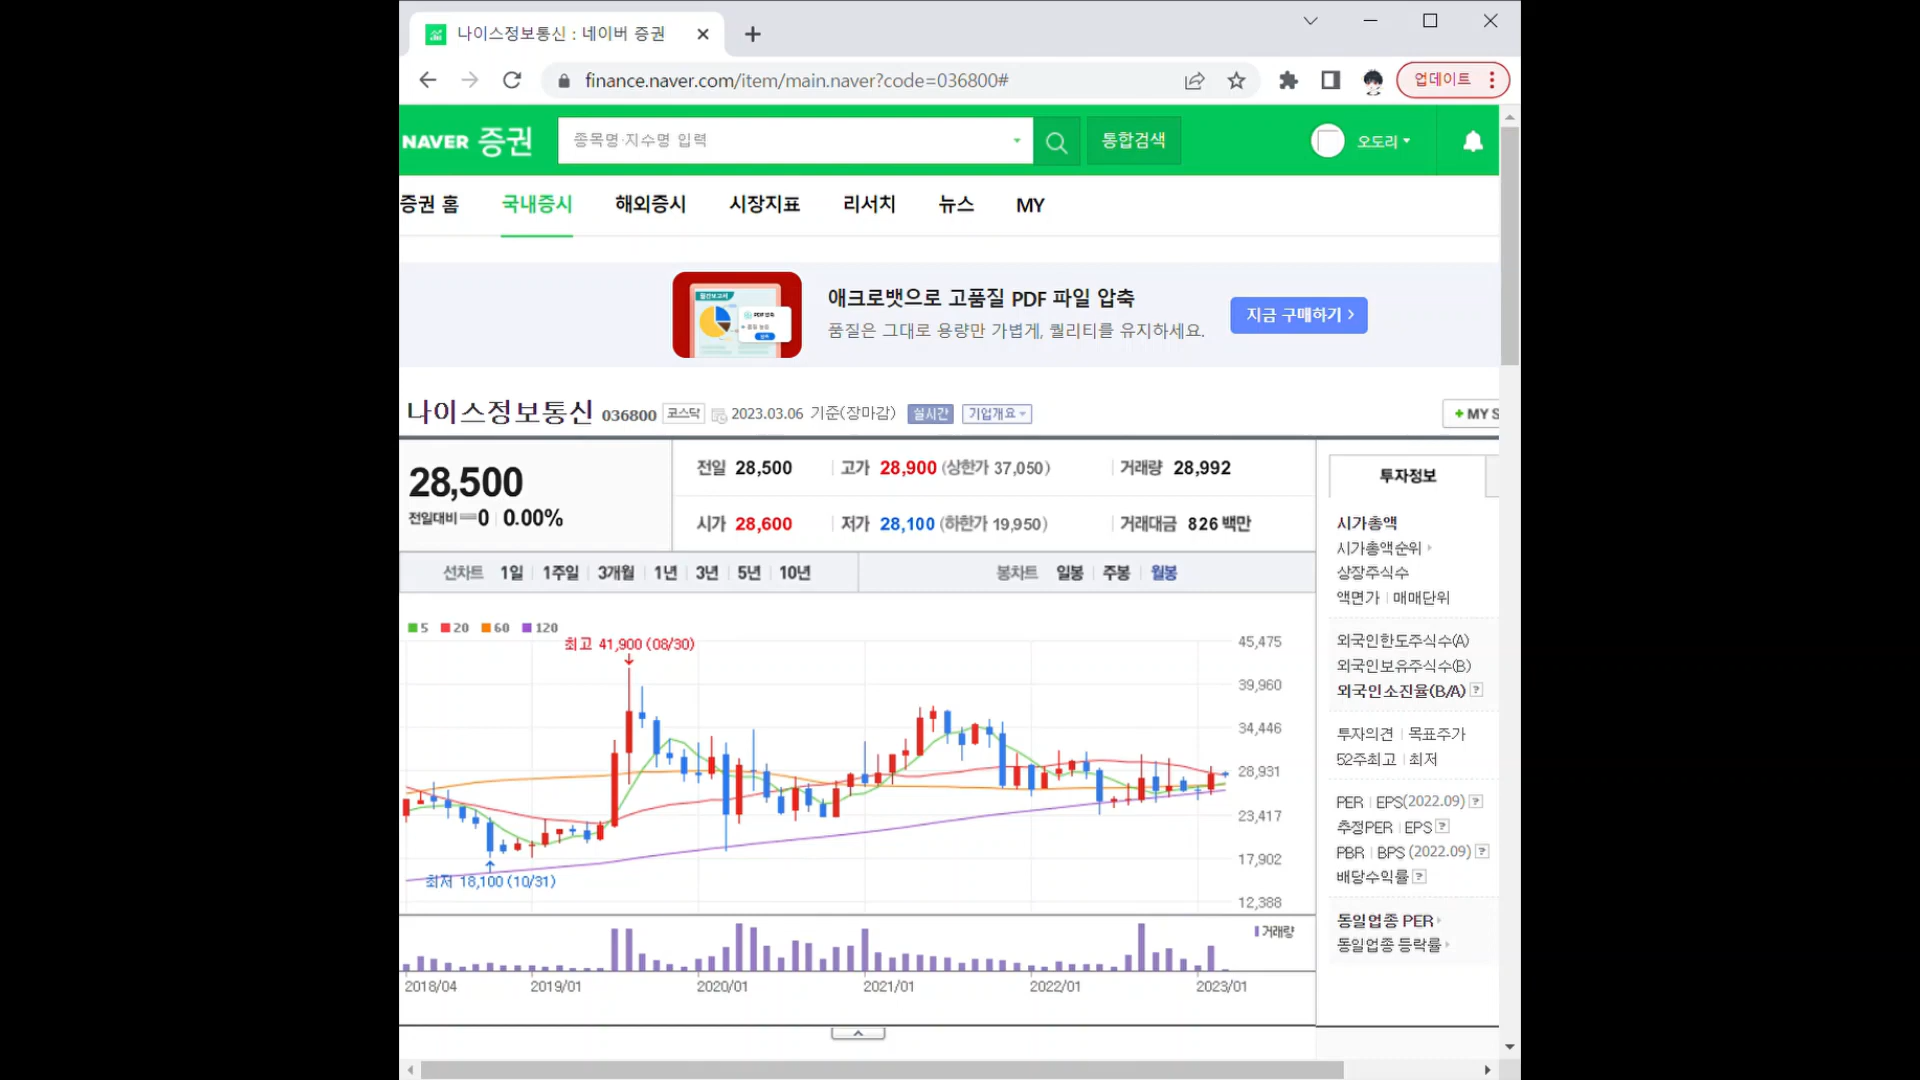 나이스정보통신 : 네이버 증권
finance.naver.com/item/main.naver?code=036800#
업데이트
NAVER 증권
종목명·지수명 입력
통합검색
오도리
증권 홈 국내증시 해외증시 시장지표 리서치 뉴스 MY
월간보고서
PDF 압축
애크로뱃으로 고품질 PDF 파일 압축
품질은 그대로 용량만 가볍게, 퀄리티를 유지하세요.
지금 구매하기 >
나이스정보통신 036800 코스닥 2023.03.06 기준(장마감) 실시간 기업개요
+ MY S
28,500
전일대비 0 0.00%
전일 28,500 고가 28,900 (상한가 37,050) 거래량 28,992
시가 28,600 저가 28,100 (하한가 19,950) 거래대금 826 백만
선차트 1일 1주일 3개월 1년 3년 5년 10년
봉차트 일봉 주봉 월봉
5 20 60 120
최고 41,900 (08/30)
최저 18,100 (10/31)
45,475
39,960
34,446
28,931
23,417
17,902
12,388
거래량
2018/04 2019/01 2020/01 2021/01 2022/01 2023/01
투자정보
시가총액
시가총액순위
상장주식수
액면가 매매단위
외국인한도주식수(A)
외국인보유주식수(B)
외국인소진율(B/A) ?
투자의견 목표주가
52주최고 최저
PER EPS(2022.09) ?
추정PER EPS ?
PBR BPS (2022.09) ?
배당수익률 ?
동일업종 PER
동일업종 등락률